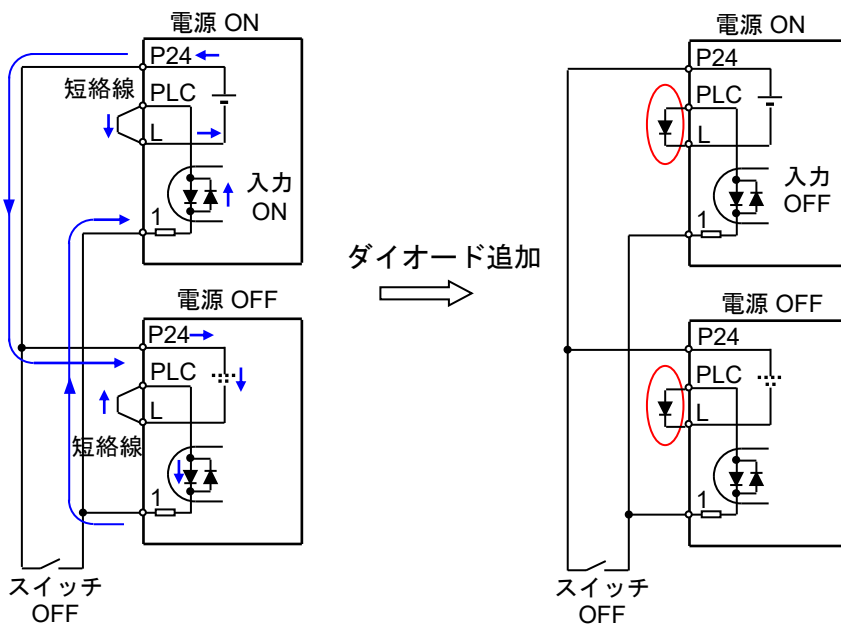 電源 ON
P24
短絡線
PLC
L
入力
ON
1
電源 OFF
P24
PLC
L
短絡線
1
スイッチ
OFF
ダイオード追加
電源 ON
P24
PLC
L
入力
OFF
1
電源 OFF
P24
PLC
L
1
スイッチ
OFF